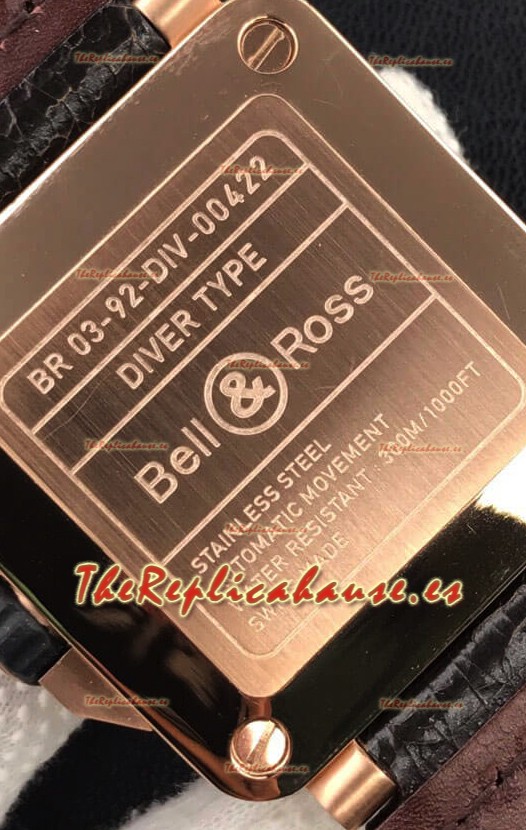 BR 03-92-DIV-00422
DIVER TYPE
Bell & Ross
STAINLESS STEEL
AUTOMATIC MOVEMENT
WATER RESISTANT : 300M/1000FT
SWISS MADE
TheReplicahause.es